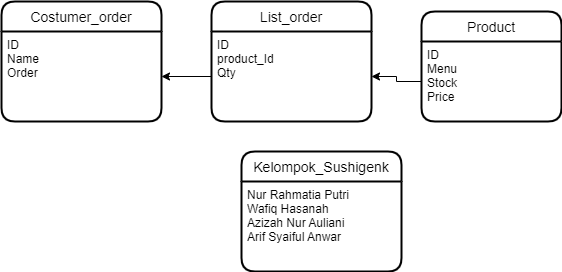 Costumer_order
ID
Name
Order
List_order
ID
product_Id
Qty
Product
ID
Menu
Stock
Price
Kelompok_Sushigenk
Nur Rahmatia Putri
Wafiq Hasanah
Azizah Nur Auliani
Arif Syaiful Anwar